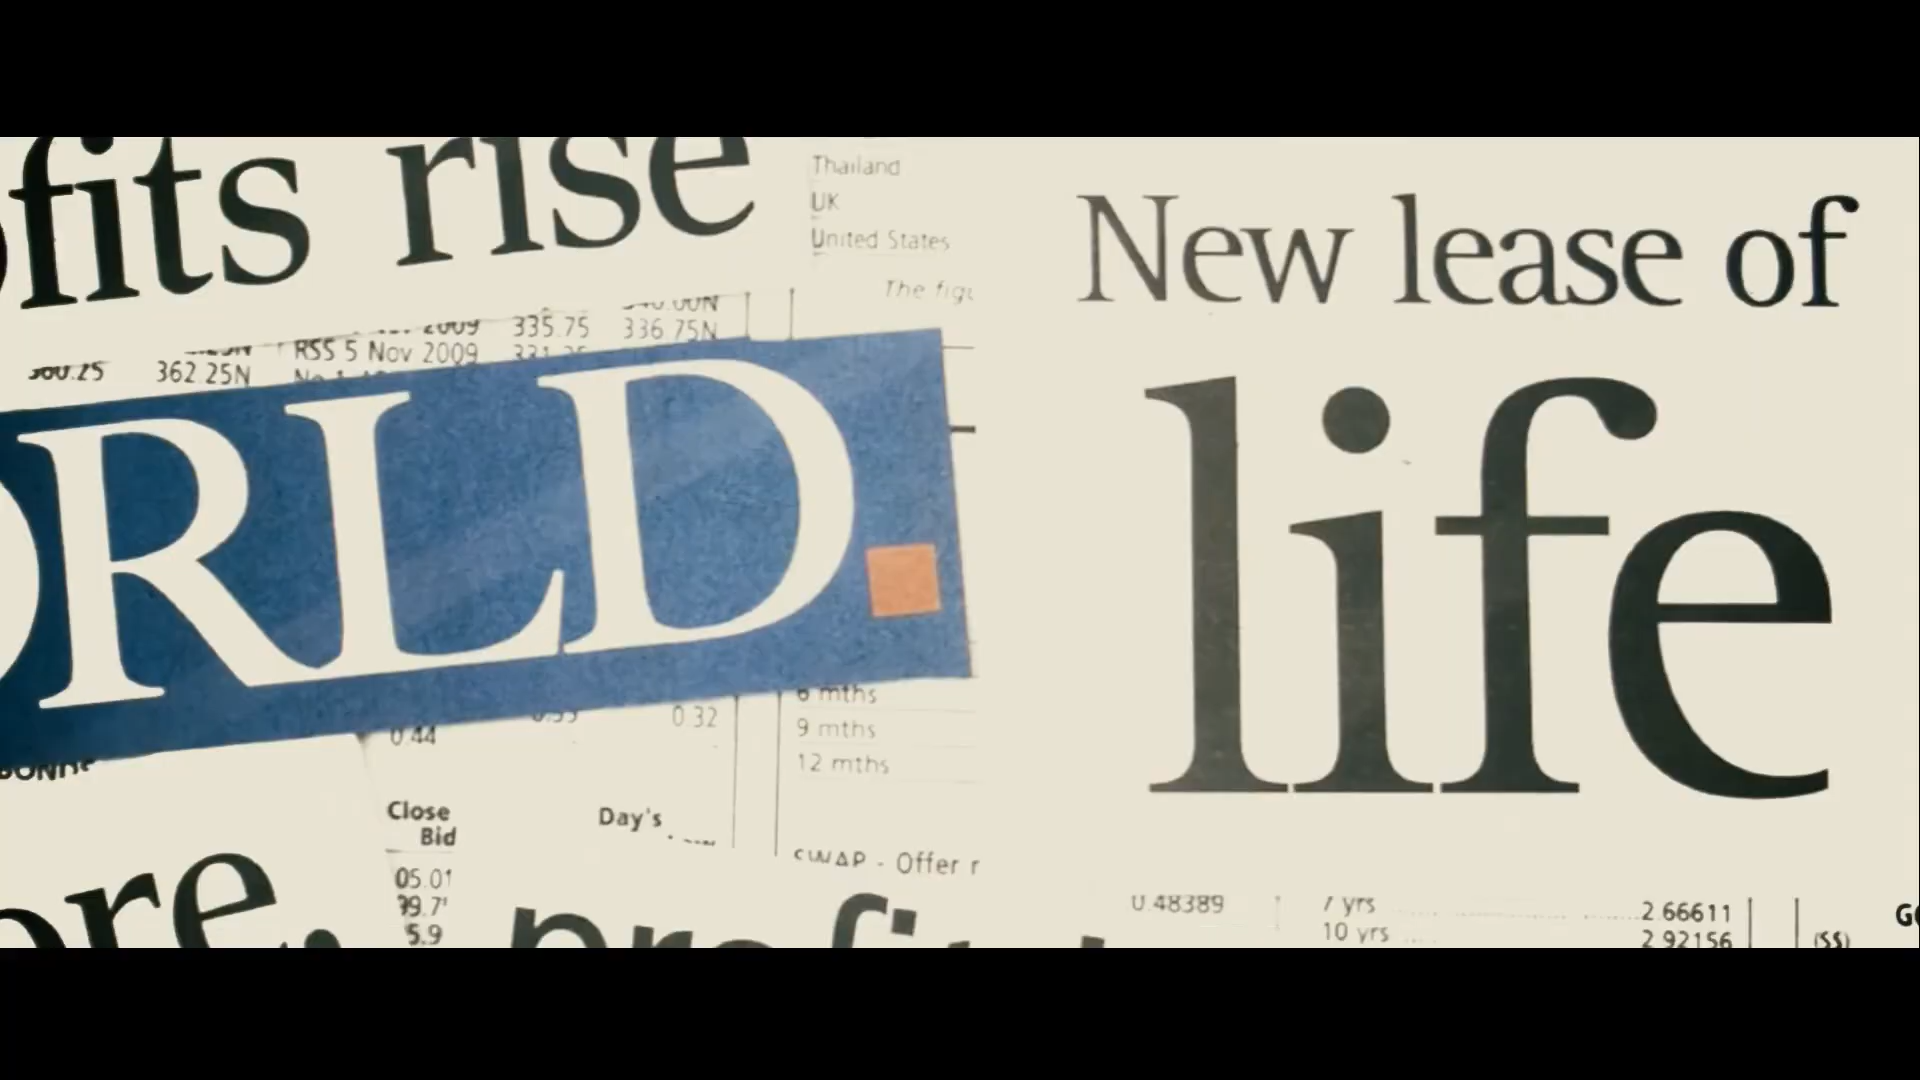 fits rise
Thailand
UK
United States
The
335.75 336.75N
RSS 5 Nov 2009
362.25N
RLD.
New lease of
life
6 mths
9 mths
12 mths
0.32
0.44
Close
Bid
Day's
SWAP - Offer
05.01
5.9
ore.
0.48389
7 yrs 2.66611
10 yrs 2.92156
($$)